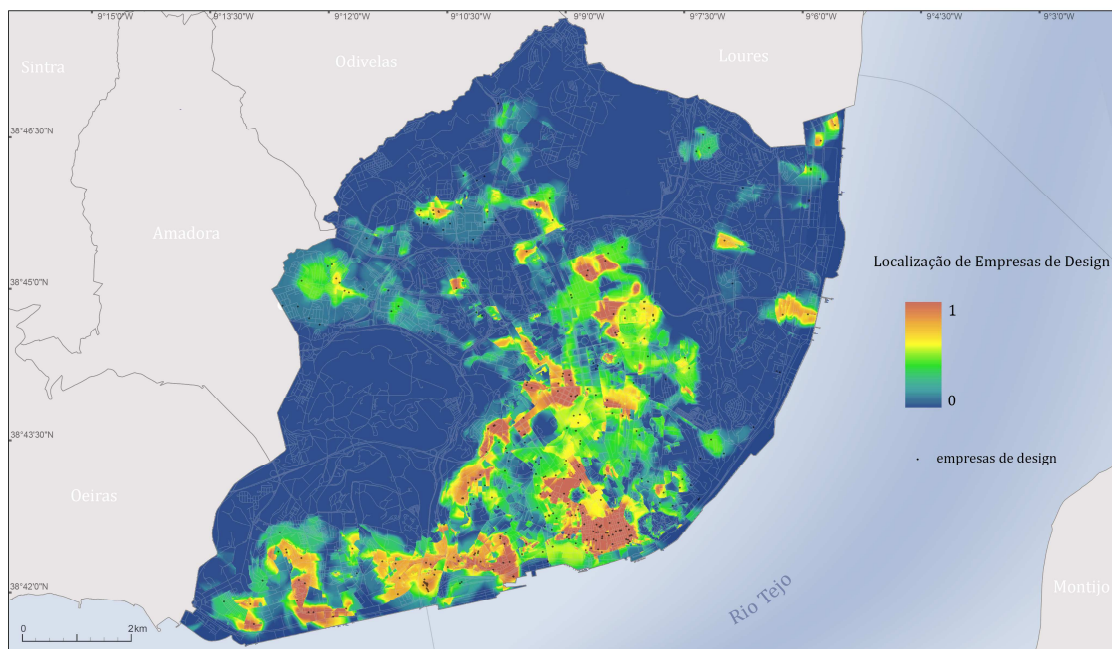 9°15'0"W 9°13'30"W 9°12'0"W 9°10'30"W 9°9'0"W 9°7'30"W 9°6'0"W 9°4'30"W 9°3'0"W
Sintra
Odivelas
Loures
38°46'30"N
Amadora
Localização de Empresas de Design
38°45'0"N
1
0
38°43'30"N
empresas de design
Oeiras
38°42'0"N
Montijo
Rio Tejo
0 2km